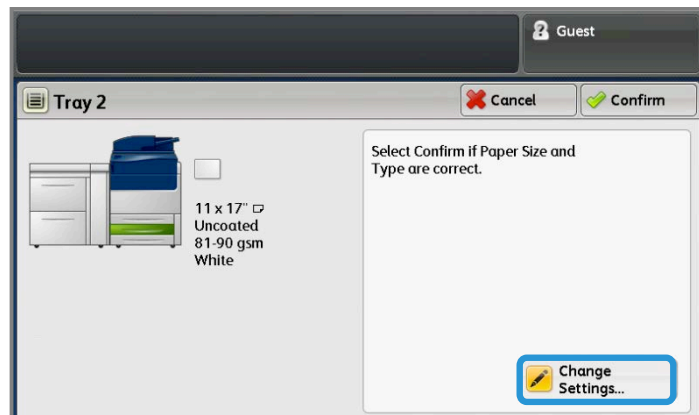 Guest
Tray 2
Cancel
Confirm
Select Confirm if Paper Size and
Type are correct.
11 x 17"
Uncoated
81-90 gsm
White
Change
Settings...